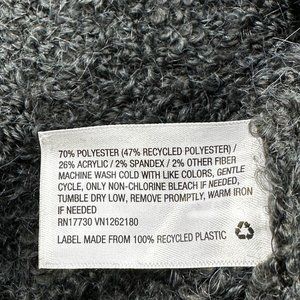 70% POLYESTER (47% RECYCLED POLYESTER) /
26% ACRYLIC / 2% SPANDEX / 2% OTHER FIBER
MACHINE WASH COLD WITH LIKE COLORS, GENTLE
CYCLE, ONLY NON-CHLORINE BLEACH IF NEEDED,
TUMBLE DRY LOW, REMOVE PROMPTLY, WARM IRON
IF NEEDED
RN17730 VN1262180
LABEL MADE FROM 100% RECYCLED PLASTIC